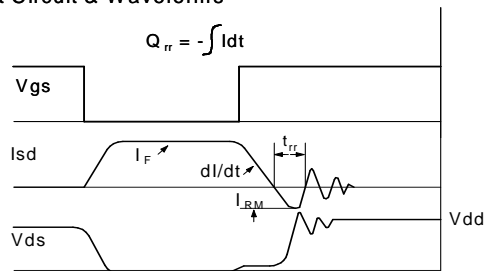 t Circuit & Waveforms
Q rr = -∫Idt
Vgs
Isd
I F
dI/dt
t rr
I RM
Vds
Vdd